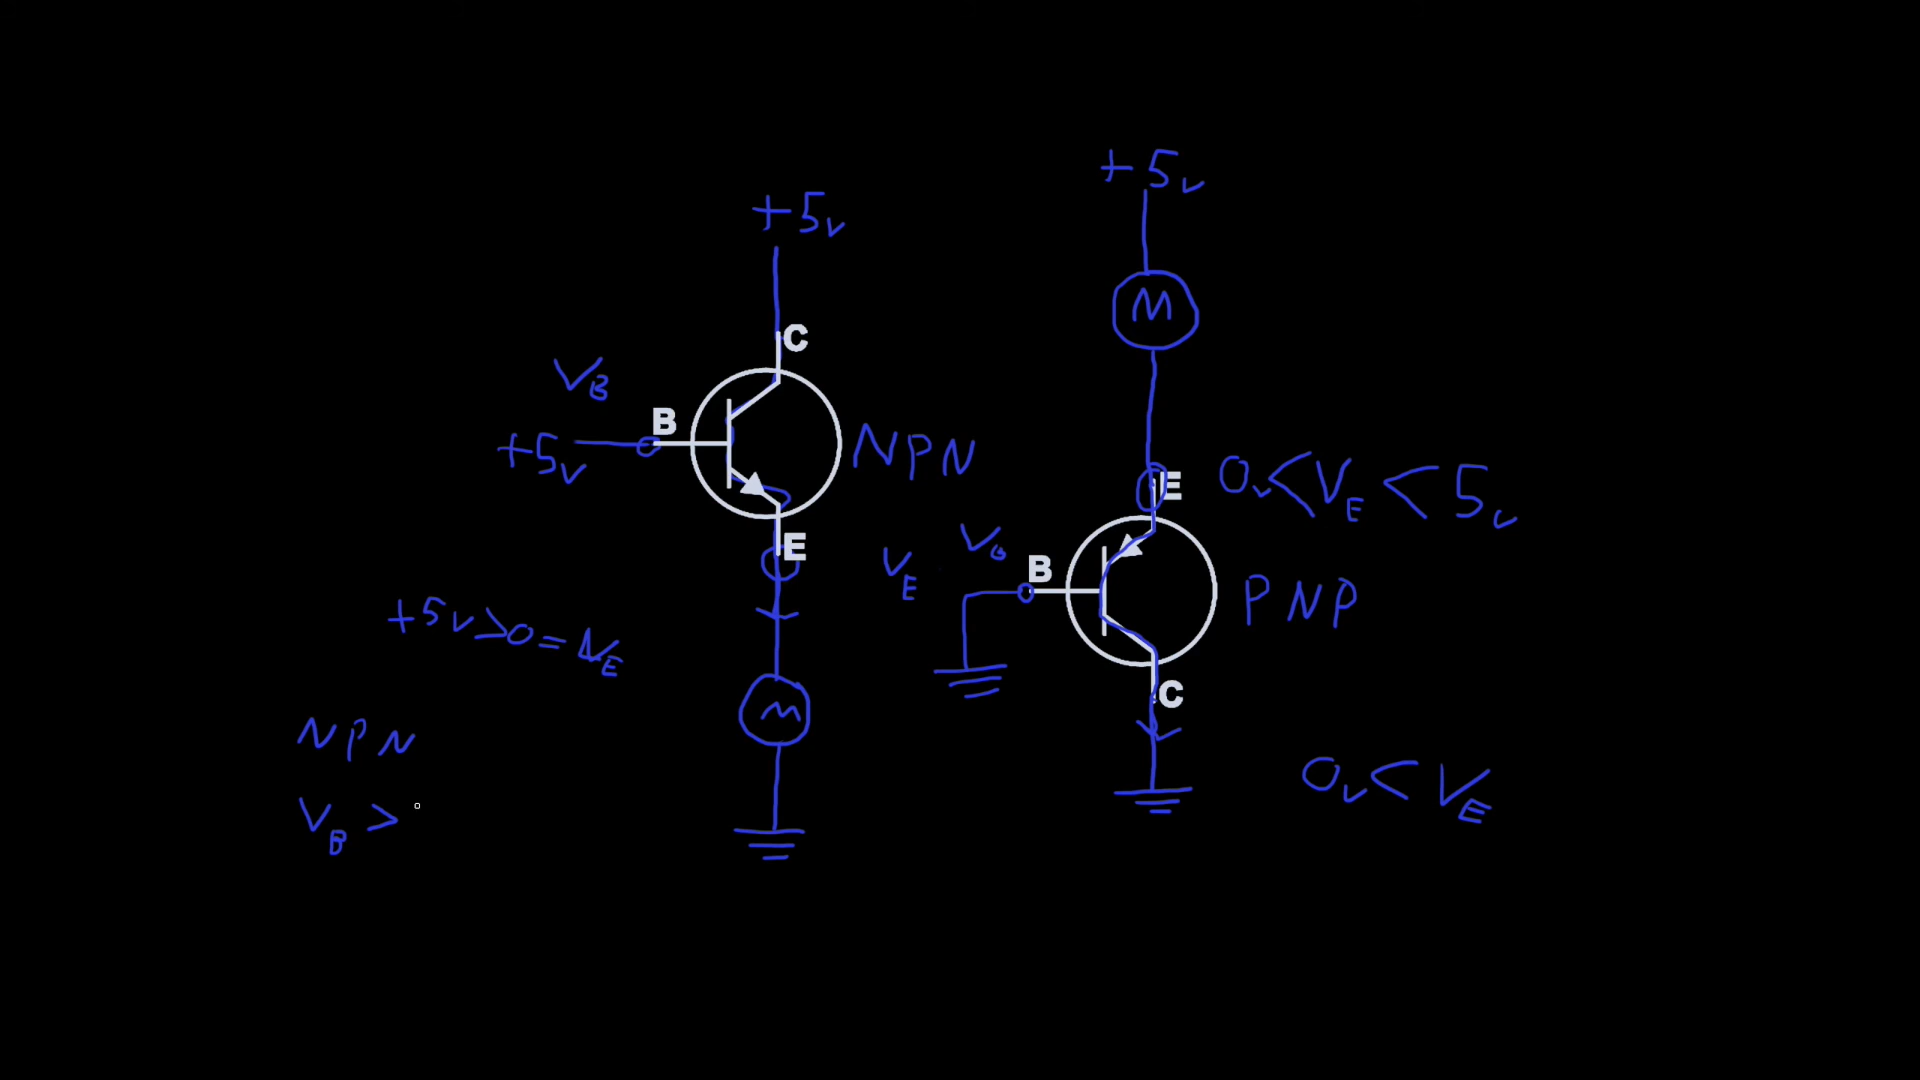 +5v
+5v
M
C
VB
B
+5v
NPN
E
0v < VE < 5v
VB
E
VE
B
PNP
+5v > 0 = VE
C
M
NPN
0v < VE
VB >